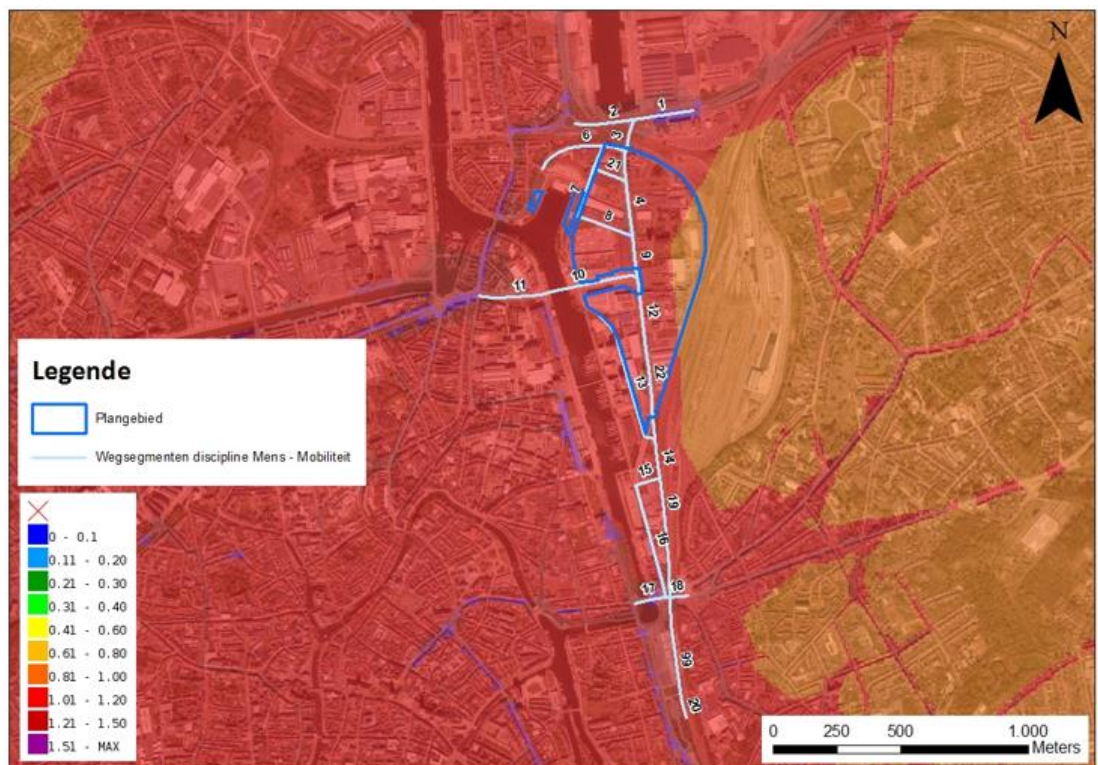 N
1
2
3
6
21
7
4
8
9
10
11
12
22
13
14
15
19
16
17
18
99
20
Legende
Plangebied
Wegsegmenten discipline Mens - Mobiliteit
0 - 0.1
0.11 - 0.20
0.21 - 0.30
0.31 - 0.40
0.41 - 0.60
0.61 - 0.80
0.81 - 1.00
1.01 - 1.20
1.21 - 1.50
1.51 - MAX
0 250 500 1.000
Meters